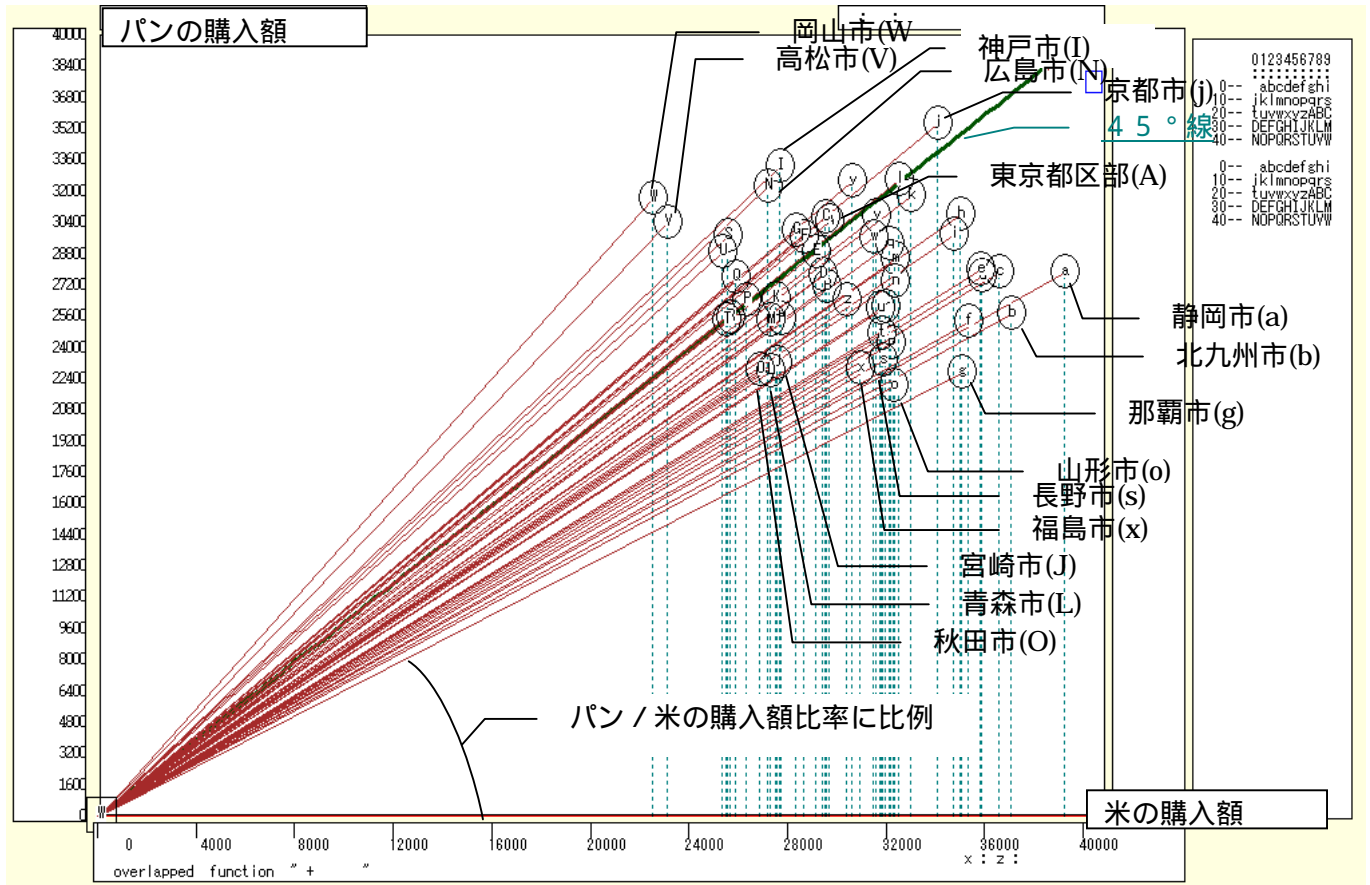 パンの購入額
岡山市(W
高松市(V)
神戸市(I)
広島市(N)
京都市(j)
４５°線
東京都区部(A)
静岡市(a)
北九州市(b)
那覇市(g)
山形市(o)
長野市(s)
福島市(x)
宮崎市(J)
青森市(L)
秋田市(O)
パン / 米の購入額比率に比例
米の購入額
40000
38400
36800
35200
33600
32000
30400
28800
27200
25600
24000
22400
20800
19200
17600
16000
14400
12800
11200
9600
8000
6400
4800
3200
1600
0
0 4000 8000 12000 16000 20000 24000 28000 32000 36000 40000
x : z :
overlapped function " + "
0123456789
0-- abcdefghi
10-- jklmnopqrs
20-- tuvwxyzABC
30-- DEFGHIJKLM
40-- NOPQRSTUVW
0-- abcdefghi
10-- jklmnopqrs
20-- tuvwxyzABC
30-- DEFGHIJKLM
40-- NOPQRSTUVW